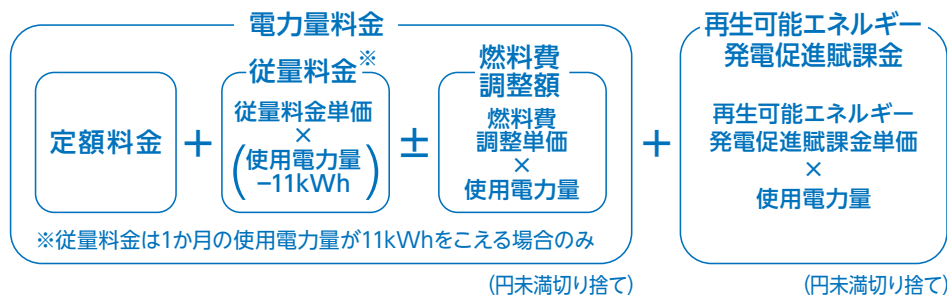 電力量料金
定額料金
+
従量料金※
従量料金単価
×
(使用電力量
−11kWh)
±
燃料費
調整額
燃料費
調整単価
×
使用電力量
※従量料金は1か月の使用電力量が11kWhをこえる場合のみ
(円未満切り捨て)
+
再生可能エネルギー
発電促進賦課金
再生可能エネルギー
発電促進賦課金単価
×
使用電力量
(円未満切り捨て)